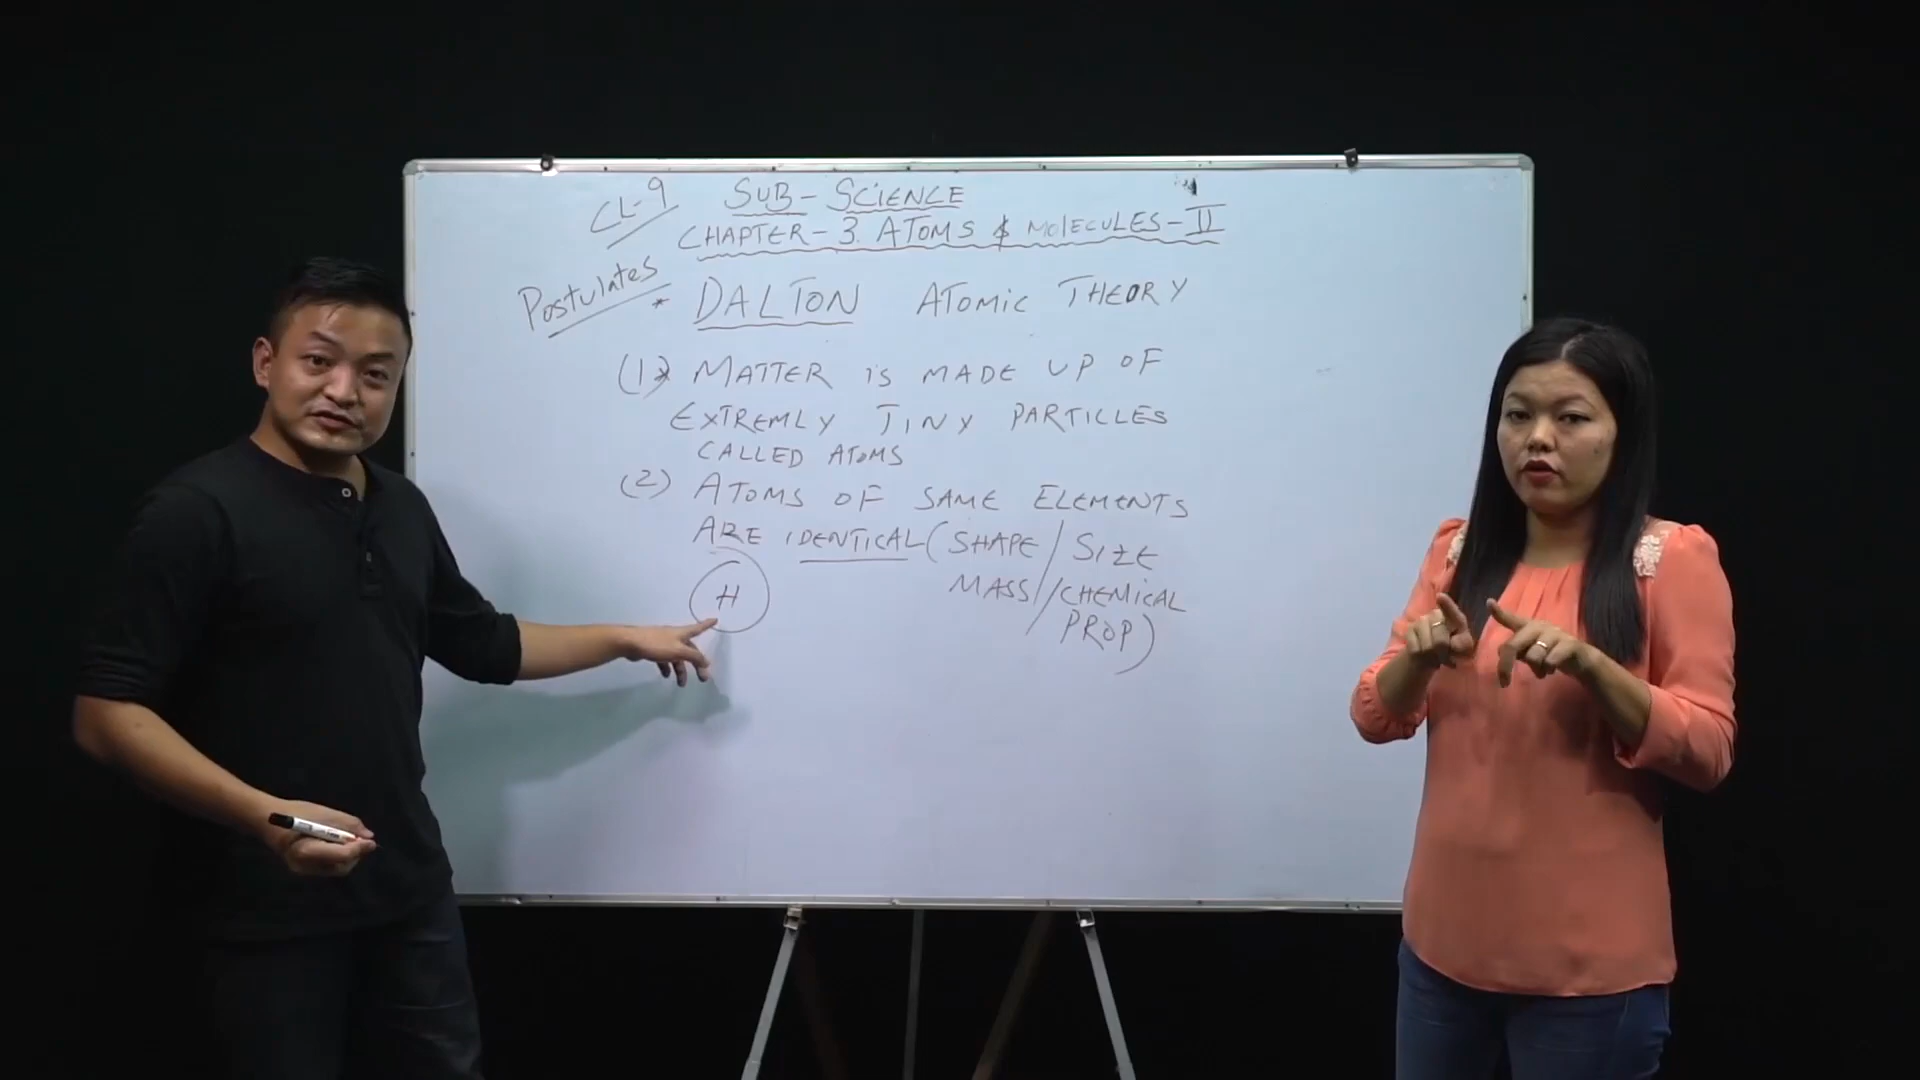 CL-9 SUB-SCIENCE
CHAPTER-3. ATOMS & MOLECULES-II
Postulates * DALTON ATOMIC THEORY
(1) MATTER IS MADE UP OF
EXTREMLY TINY PARTICLES
CALLED ATOMS
(2) ATOMS OF SAME ELEMENTS
ARE IDENTICAL (SHAPE/SIZE
MASS//CHEMICAL
PROP)
H